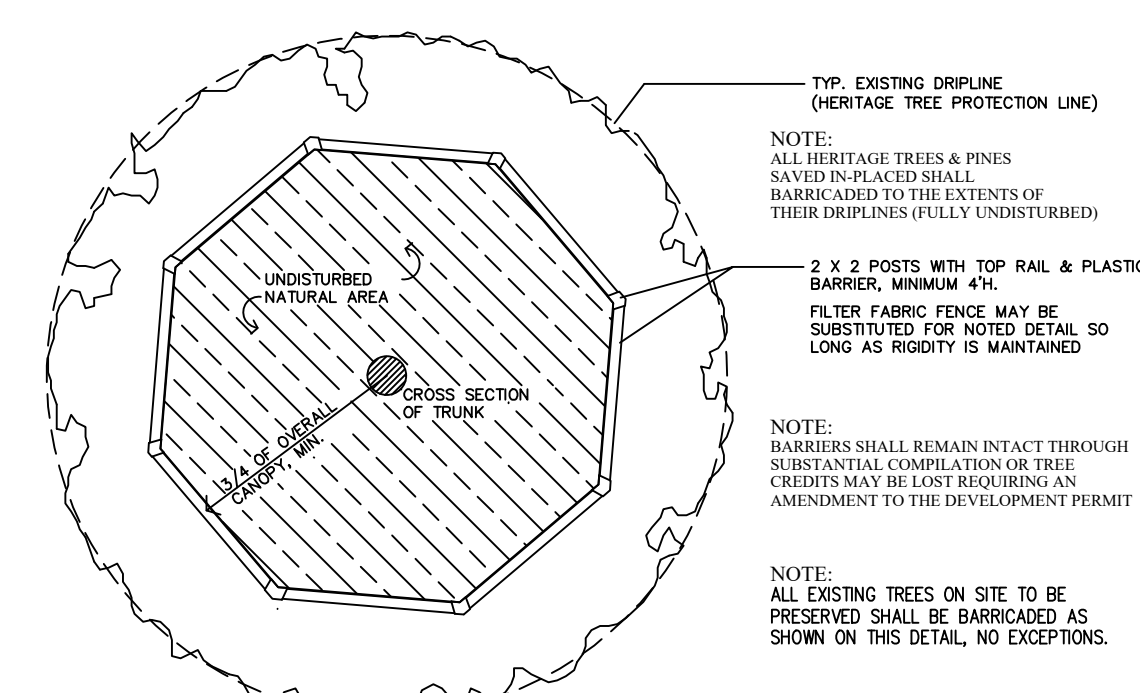 TYP. EXISTING DRIPLINE
(HERITAGE TREE PROTECTION LINE)
NOTE:
ALL HERITAGE TREES & PINES
SAVED IN-PLACED SHALL
BARRICADED TO THE EXTENTS OF
THEIR DRIPLINES (FULLY UNDISTURBED)
UNDISTURBED
NATURAL AREA
2 X 2 POSTS WITH TOP RAIL & PLASTIC
BARRIER, MINIMUM 4'H.
FILTER FABRIC FENCE MAY BE
SUBSTITUTED FOR NOTED DETAIL SO
LONG AS RIGIDITY IS MAINTAINED
CROSS SECTION
OF TRUNK
3/4 OF OVERALL
CANOPY, MIN.
NOTE:
BARRIERS SHALL REMAIN INTACT THROUGH
SUBSTANTIAL COMPILATION OR TREE
CREDITS MAY BE LOST REQUIRING AN
AMENDMENT TO THE DEVELOPMENT PERMIT
NOTE:
ALL EXISTING TREES ON SITE TO BE
PRESERVED SHALL BE BARRICADED AS
SHOWN ON THIS DETAIL, NO EXCEPTIONS.